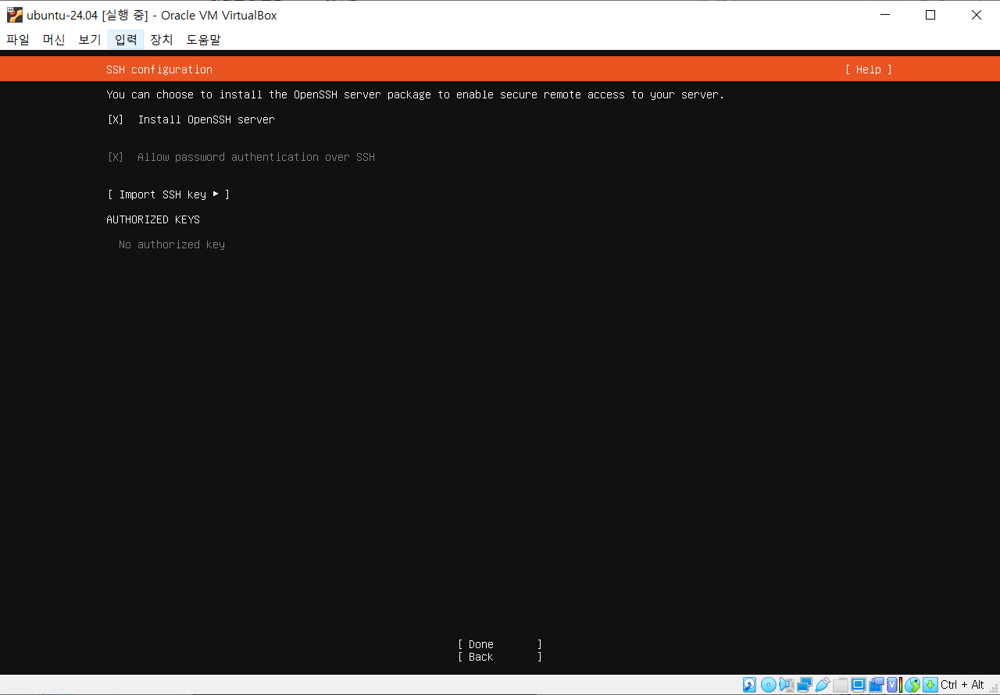 ubuntu-24.04 [실행 중] - Oracle VM VirtualBox
파일 머신 보기 입력 장치 도움말
SSH configuration [ Help ]
You can choose to install the OpenSSH server package to enable secure remote access to your server.
[X] Install OpenSSH server
[X] Allow password authentication over SSH
[ Import SSH key ▸ ]
AUTHORIZED KEYS
No authorized key
[ Done ]
[ Back ]
Ctrl + Alt